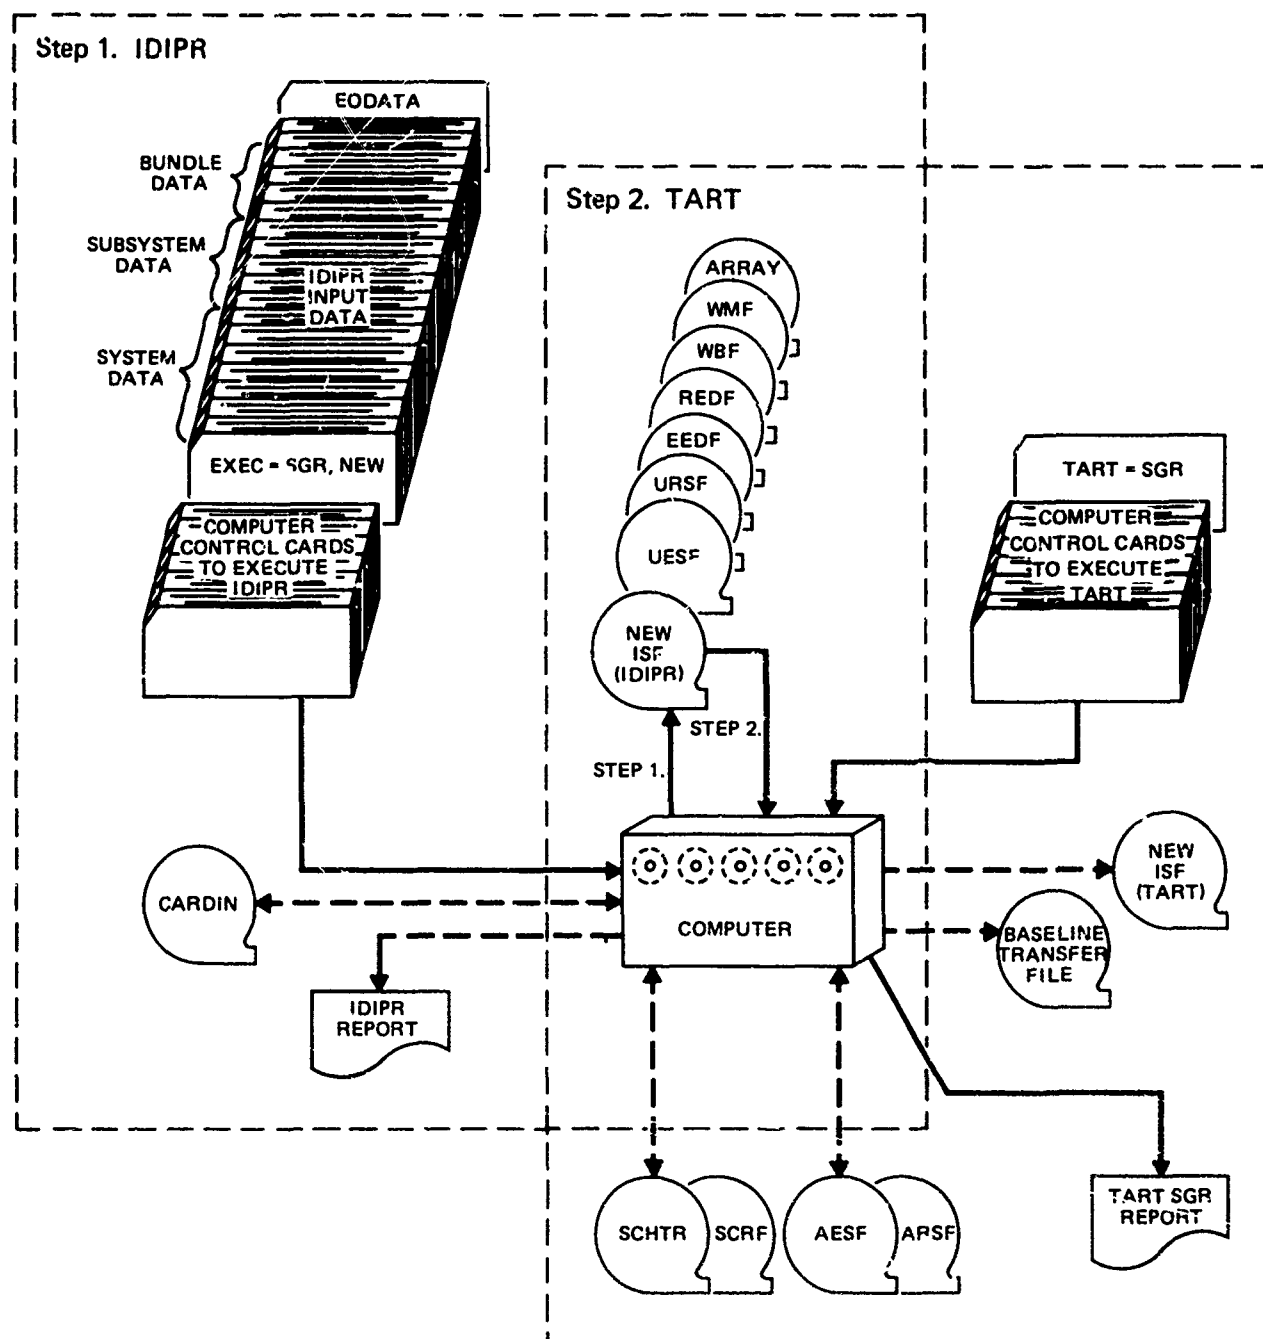 Step 1. IDIPR
EODATA
BUNDLE
DATA
SUBSYSTEM
DATA
SYSTEM
DATA
IDIPR
INPUT
DATA
EXEC = SGR, NEW
COMPUTER
CONTROL CARDS
TO EXECUTE
IDIPR
Step 2. TART
ARRAY
WMF
WBF
REDF
EEDF
URSF
UESF
NEW
ISF
(IDIPR)
STEP 2.
STEP 1.
TART = SGR
COMPUTER
CONTROL CARDS
TO EXECUTE
TART
CARDIN
COMPUTER
NEW
ISF
(TART)
BASELINE
TRANSFER
FILE
IDIPR
REPORT
SCHTR
SCRF
AESF
ARSF
TART SGR
REPORT